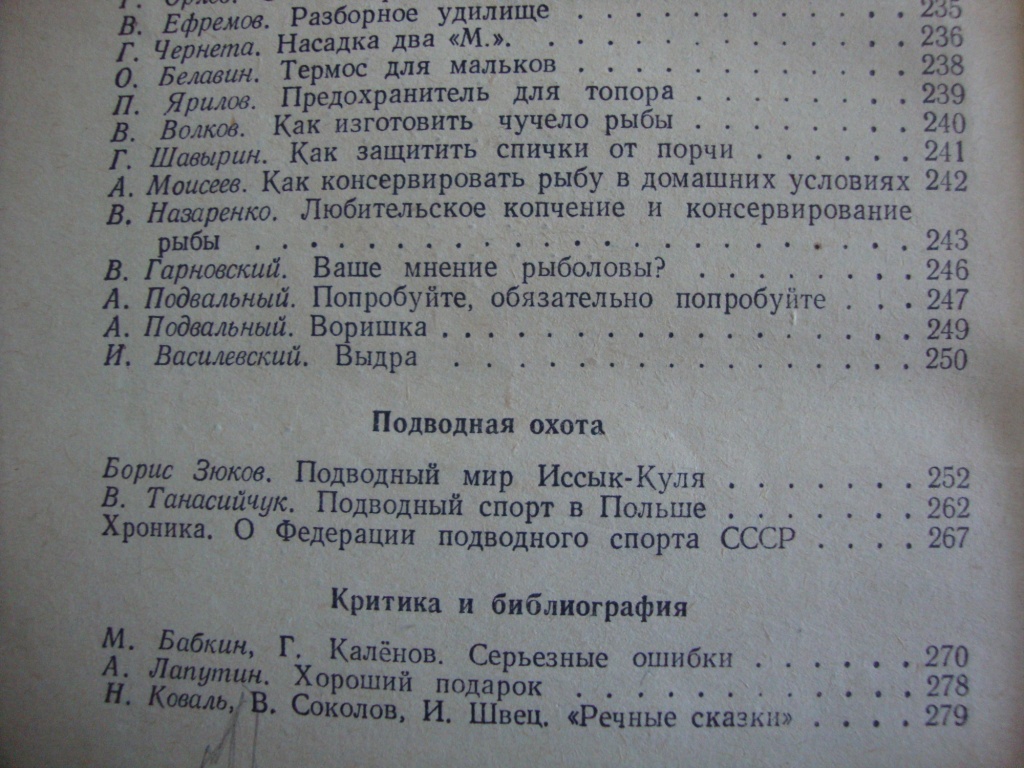 В. Ефремов. Разборное удилище . . . . . . . . . . . . 235
Г. Чернета. Насадка два «М.». . . . . . . . . . . . . 236
О. Белавин. Термос для мальков . . . . . . . . . . . . 238
П. Ярилов. Предохранитель для топора . . . . . . . . 239
В. Волков. Как изготовить чучело рыбы . . . . . . . . 240
Г. Шавырин. Как защитить спички от порчи . . . . . . 241
А. Моисеев. Как консервировать рыбу в домашних условиях 242
В. Назаренко. Любительское копчение и консервирование
рыбы . . . . . . . . . . . . . . . . . . . . . . . 243
В. Гарновский. Ваше мнение рыболовы? . . . . . . . . 246
А. Подвальный. Попробуйте, обязательно попробуйте . . . 247
А. Подвальный. Воришка . . . . . . . . . . . . . . . . 249
И. Василевский. Выдра . . . . . . . . . . . . . . . . 250
Подводная охота
Борис Зюков. Подводный мир Иссык-Куля . . . . . . . 252
В. Танасийчук. Подводный спорт в Польше . . . . . . . 262
Хроника. О Федерации подводного спорта СССР . . . . 267
Критика и библиография
М. Бабкин, Г. Калёнов. Серьезные ошибки . . . . . . 270
А. Лапутин. Хороший подарок . . . . . . . . . . . . 278
Н. Коваль, В. Соколов, И. Швец. «Речные сказки» . . . . 279